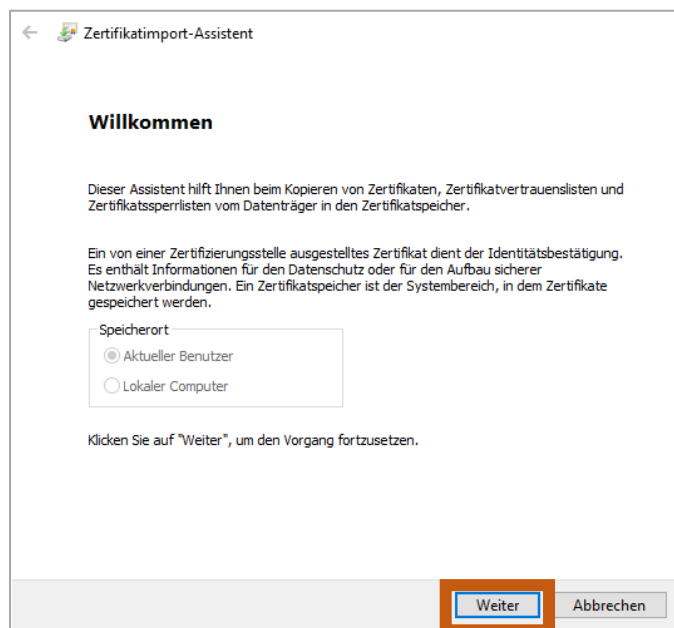 Zertifikatimport-Assistent
Willkommen
Dieser Assistent hilft Ihnen beim Kopieren von Zertifikaten, Zertifikatvertrauenslisten und
Zertifikatssperrlisten vom Datenträger in den Zertifikatspeicher.
Ein von einer Zertifizierungsstelle ausgestelltes Zertifikat dient der Identitätsbestätigung.
Es enthält Informationen für den Datenschutz oder für den Aufbau sicherer
Netzwerkverbindungen. Ein Zertifikatspeicher ist der Systembereich, in dem Zertifikate
gespeichert werden.
Speicherort
Aktueller Benutzer
Lokaler Computer
Klicken Sie auf "Weiter", um den Vorgang fortzusetzen.
Weiter Abbrechen